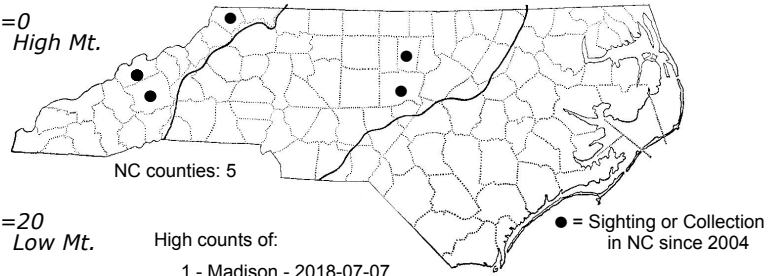 =0
High Mt.
NC counties: 5
=20
Low Mt.
High counts of:
● = Sighting or Collection
in NC since 2004
1 - Madison - 2018-07-07